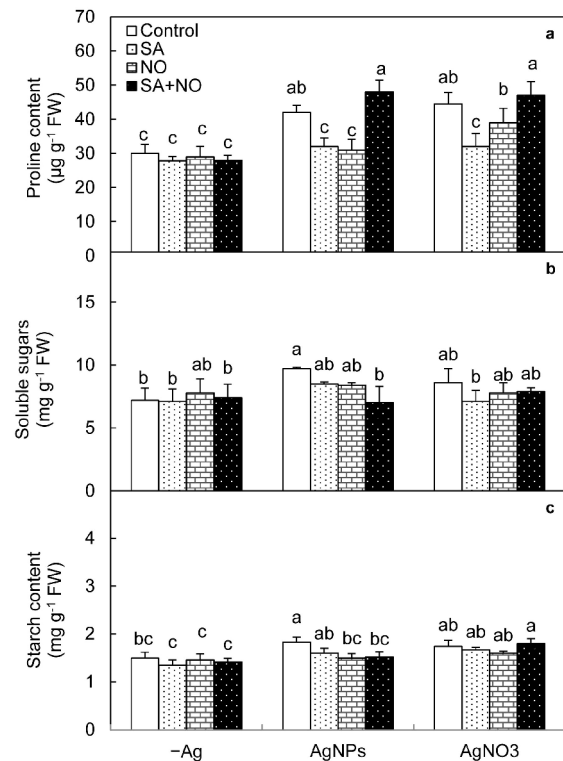 70
60
50
40
30
20
10
0
Proline content
(µg g⁻¹ FW)
Control
SA
NO
SA+NO
a
c c c c
ab c c a
ab c b a
15
10
5
0
Soluble sugars
(mg g⁻¹ FW)
b
b b ab b
a ab ab b
ab b ab ab
4
3
2
1
0
Starch content
(mg g⁻¹ FW)
c
bc c c c
a ab bc bc
ab ab ab a
−Ag AgNPs AgNO3